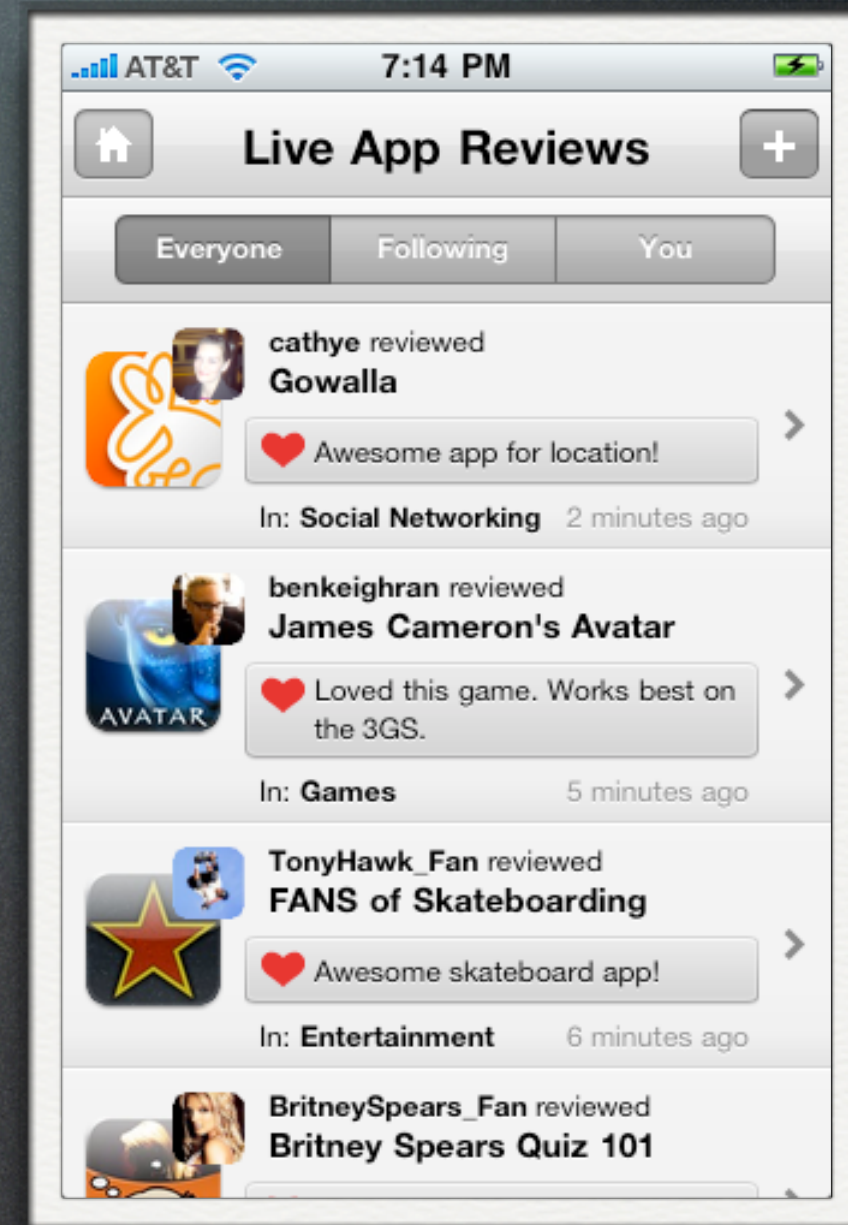 AT&T 7:14 PM
Live App Reviews
Everyone Following You
cathye reviewed
Gowalla
Awesome app for location!
In: Social Networking 2 minutes ago
benkeighran reviewed
James Cameron's Avatar
AVATAR
Loved this game. Works best on
the 3GS.
In: Games 5 minutes ago
TonyHawk_Fan reviewed
FANS of Skateboarding
Awesome skateboard app!
In: Entertainment 6 minutes ago
BritneySpears_Fan reviewed
Britney Spears Quiz 101